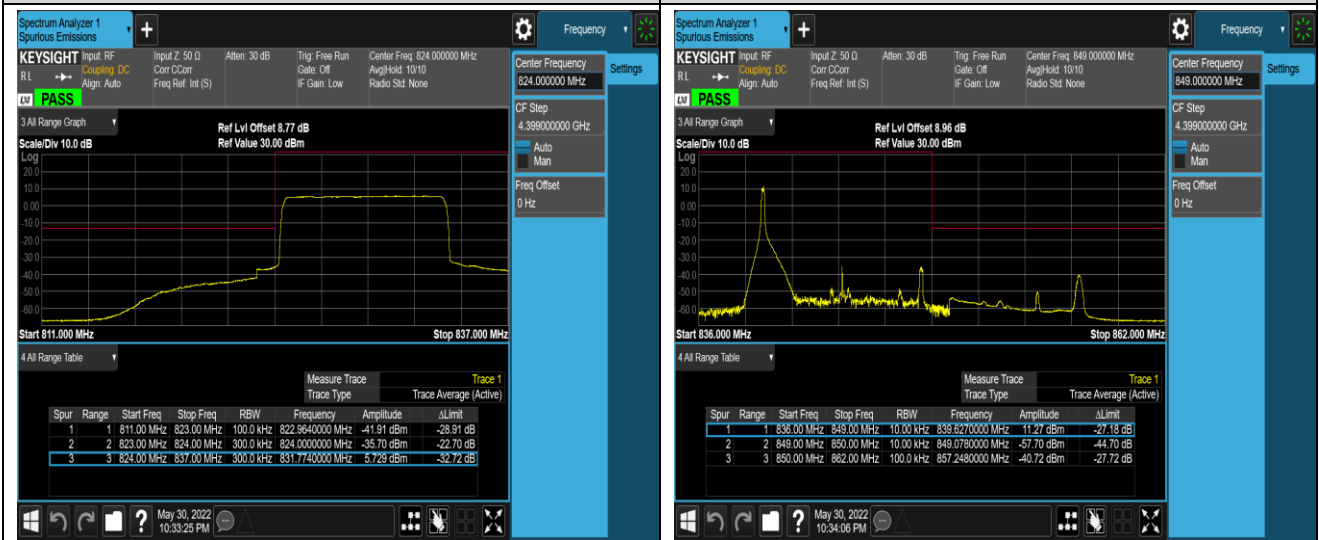 Spectrum Analyzer 1
Spurious Emissions
+
Frequency
KEYSIGHT Input: RF Input Z: 50 Ω Atten: 30 dB Trig: Free Run Center Freq: 824.000000 MHz
Coupling: DC Corr CCorr Gate: Off Avg|Hold: 10/10
RL Align: Auto Freq Ref: Int (S) IF Gain: Low Radio Std: None
LXI PASS
Center Frequency
824.000000 MHz
Settings
CF Step
4.399000000 GHz
Auto
Man
Freq Offset
0 Hz
3 All Range Graph
Ref Lvl Offset 8.77 dB
Scale/Div 10.0 dB Ref Value 30.00 dBm
Log
20.0
10.0
0.00
-10.0
-20.0
-30.0
-40.0
-50.0
-60.0
Start 811.000 MHz Stop 837.000 MHz
4 All Range Table
Measure Trace Trace 1
Trace Type Trace Average (Active)
Spur Range Start Freq Stop Freq RBW Frequency Amplitude ΔLimit
1 1 811.00 MHz 823.00 MHz 100.0 kHz 822.9640000 MHz -41.91 dBm -28.91 dB
2 2 823.00 MHz 824.00 MHz 300.0 kHz 824.0000000 MHz -35.70 dBm -22.70 dB
3 3 824.00 MHz 837.00 MHz 300.0 kHz 831.7740000 MHz 5.729 dBm -32.72 dB
? May 30, 2022
10:33:25 PM
Spectrum Analyzer 1
Spurious Emissions
+
Frequency
KEYSIGHT Input: RF Input Z: 50 Ω Atten: 30 dB Trig: Free Run Center Freq: 849.000000 MHz
Coupling: DC Corr CCorr Gate: Off Avg|Hold: 10/10
RL Align: Auto Freq Ref: Int (S) IF Gain: Low Radio Std: None
LXI PASS
Center Frequency
849.000000 MHz
Settings
CF Step
4.399000000 GHz
Auto
Man
Freq Offset
0 Hz
3 All Range Graph
Ref Lvl Offset 8.96 dB
Scale/Div 10.0 dB Ref Value 30.00 dBm
Log
20.0
10.0
0.00
-10.0
-20.0
-30.0
-40.0
-50.0
-60.0
Start 836.000 MHz Stop 862.000 MHz
4 All Range Table
Measure Trace Trace 1
Trace Type Trace Average (Active)
Spur Range Start Freq Stop Freq RBW Frequency Amplitude ΔLimit
1 1 836.00 MHz 849.00 MHz 10.00 kHz 839.6270000 MHz 11.27 dBm -27.18 dB
2 2 849.00 MHz 850.00 MHz 10.00 kHz 849.0780000 MHz -57.70 dBm -44.70 dB
3 3 850.00 MHz 862.00 MHz 100.0 kHz 857.2480000 MHz -40.72 dBm -27.72 dB
? May 30, 2022
10:34:06 PM